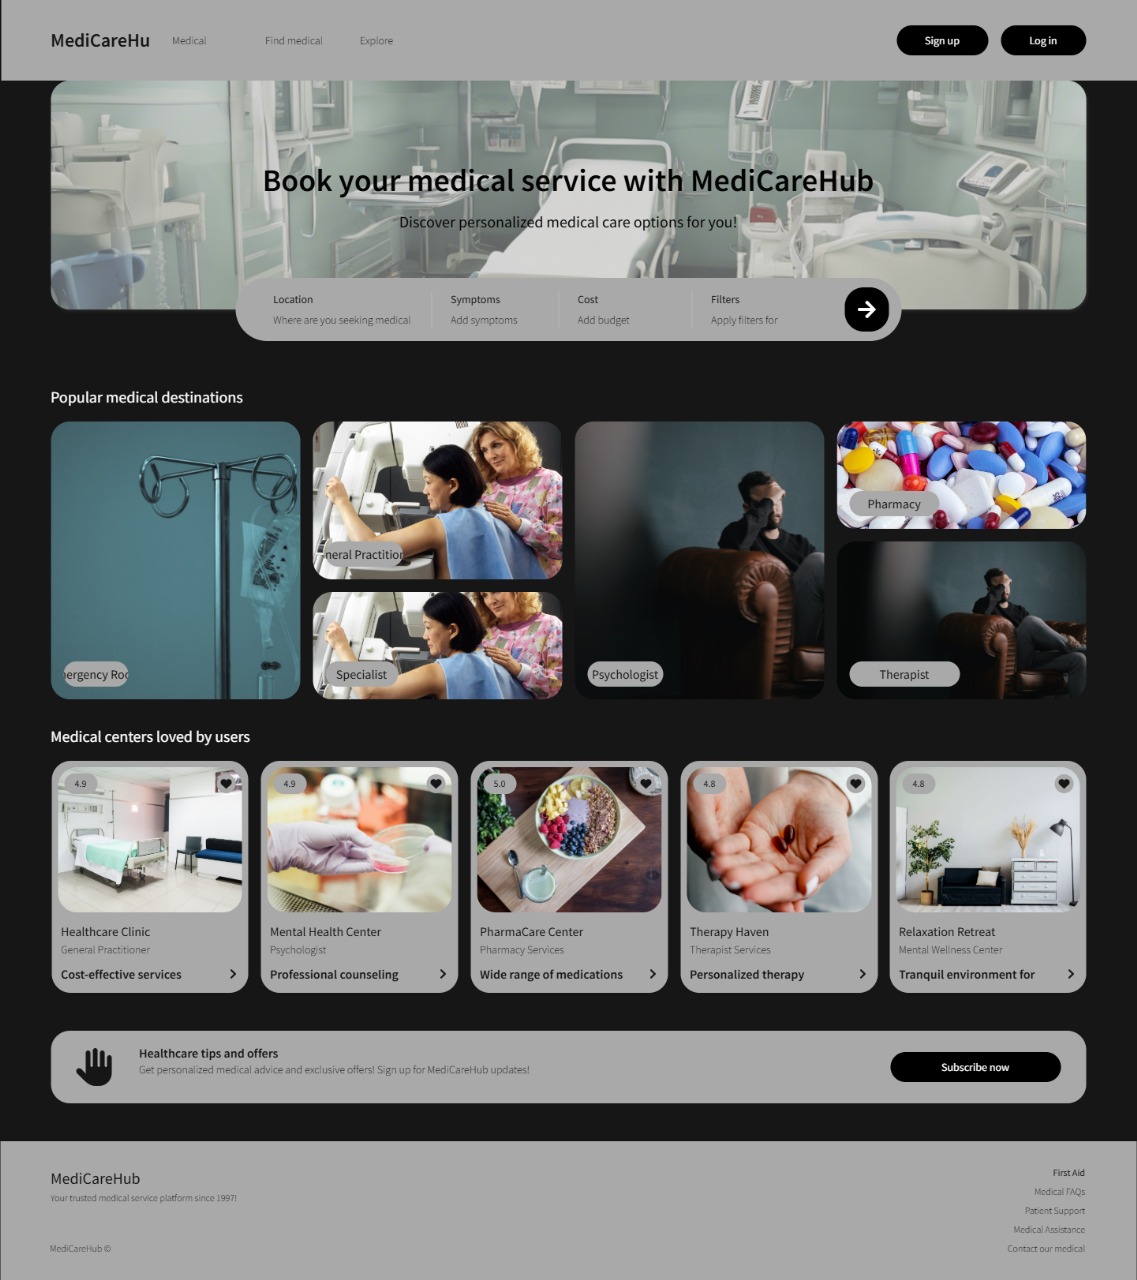 MediCareHu
Medical
Find medical
Explore
Sign up
Log in
Book your medical service with MediCareHub
Discover personalized medical care options for you!
Location
Where are you seeking medical
Symptoms
Add symptoms
Cost
Add budget
Filters
Apply filters for
Popular medical destinations
nergency Roo
neral Practition
Specialist
Psychologist
Pharmacy
Therapist
Medical centers loved by users
4.9
Healthcare Clinic
General Practitioner
Cost-effective services
4.9
Mental Health Center
Psychologist
Professional counseling
5.0
PharmaCare Center
Pharmacy Services
Wide range of medications
4.8
Therapy Haven
Therapist Services
Personalized therapy
4.8
Relaxation Retreat
Mental Wellness Center
Tranquil environment for
Healthcare tips and offers
Get personalized medical advice and exclusive offers! Sign up for MediCareHub updates!
Subscribe now
MediCareHub
Your trusted medical service platform since 1997!
MediCareHub ©
First Aid
Medical FAQs
Patient Support
Medical Assistance
Contact our medical